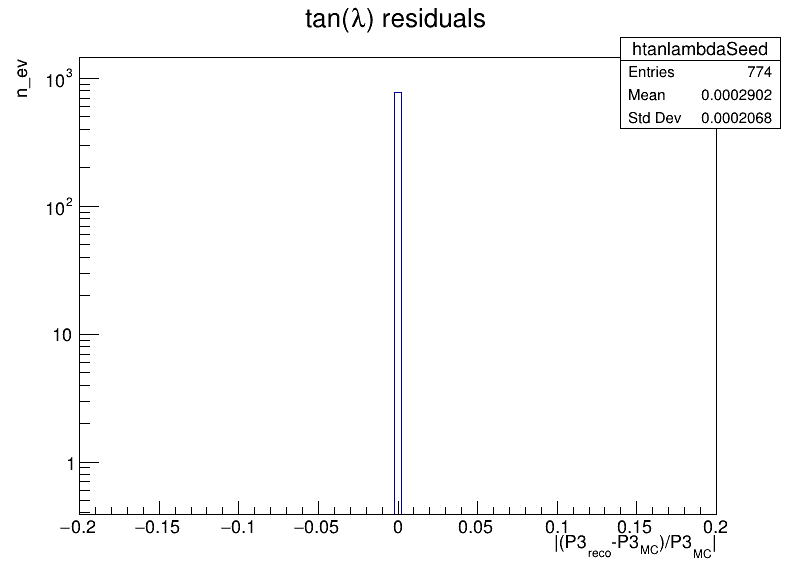 tan(λ) residuals
htanlambdaSeed
Entries 774
Mean 0.0002902
Std Dev 0.0002068
n_ev
10³
10²
10
1
−0.2 −0.15 −0.1 −0.05 0 0.05 0.1 0.15 0.2
|(P3reco-P3MC)/P3MC|